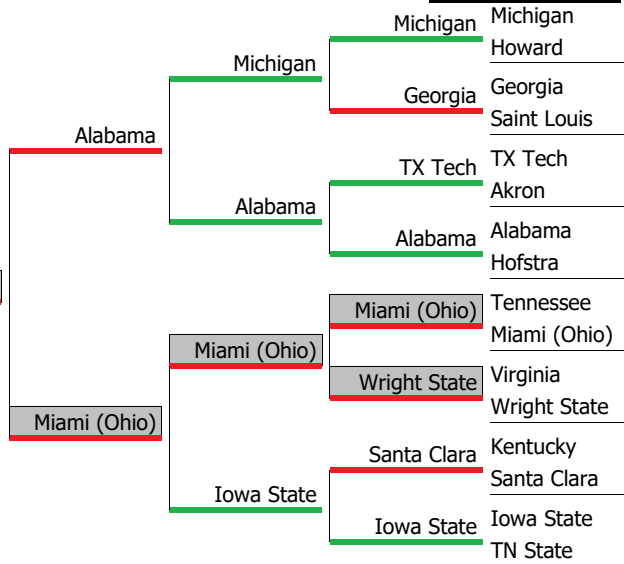 Michigan
Howard
Georgia
Saint Louis
TX Tech
Akron
Alabama
Hofstra
Tennessee
Miami (Ohio)
Virginia
Wright State
Kentucky
Santa Clara
Iowa State
TN State
Michigan
Georgia
TX Tech
Alabama
Miami (Ohio)
Wright State
Santa Clara
Iowa State
Michigan
Alabama
Miami (Ohio)
Iowa State
Alabama
Miami (Ohio)